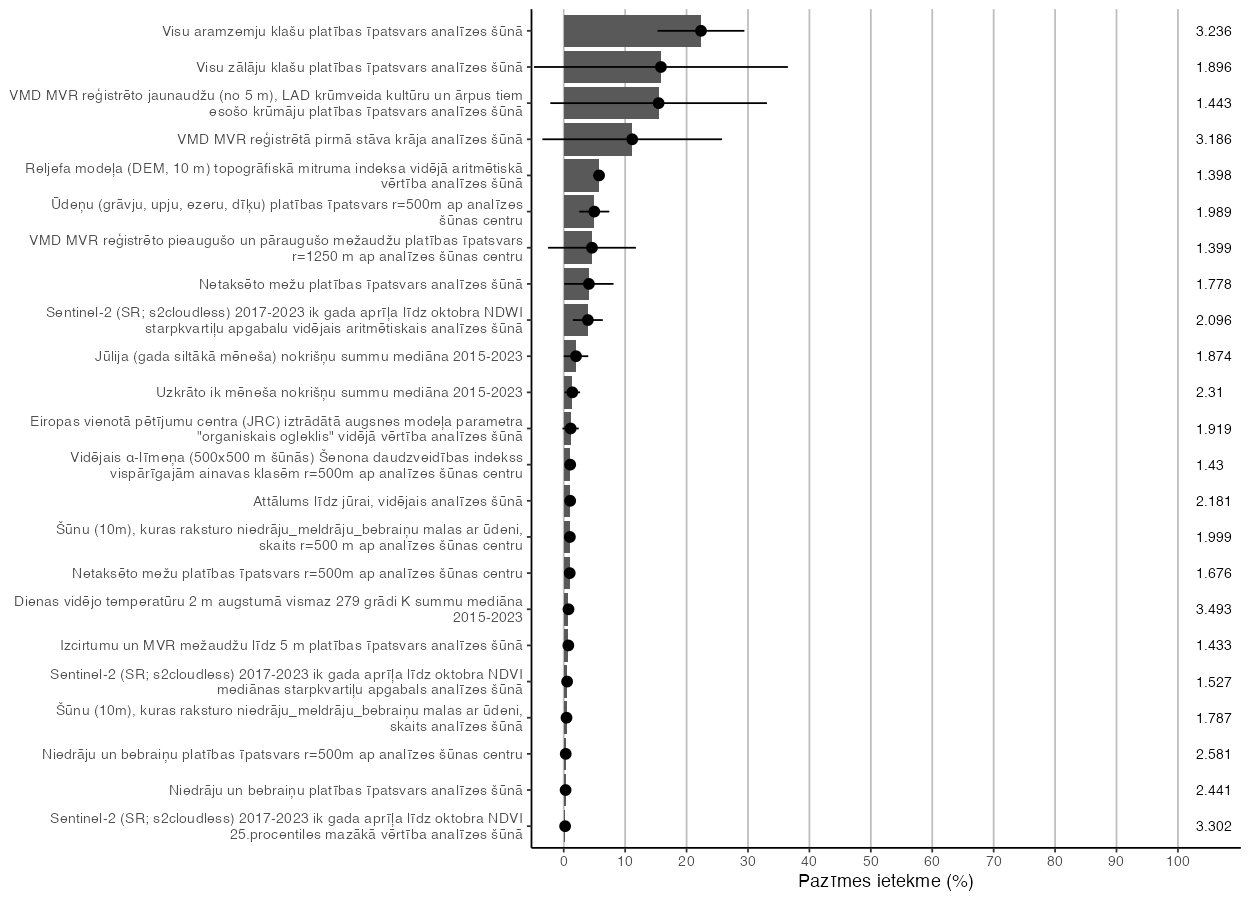 Visu aramzemju klašu platības īpatsvars analīzes šūnā
3.236
Visu zālāju klašu platības īpatsvars analīzes šūnā
1.896
VMD MVR reģistrēto jaunaudžu (no 5 m), LAD krūmveida kultūru un ārpus tiem
esošo krūmāju platības īpatsvars analīzes šūnā
1.443
VMD MVR reģistrētā pirmā stāva krāja analīzes šūnā
3.186
Reljefa modeļa (DEM, 10 m) topogrāfiskā mitruma indeksa vidējā aritmētiskā
vērtība analīzes šūnā
1.398
Ūdeņu (grāvju, upju, ezeru, dīķu) platības īpatsvars r=500m ap analīzes
šūnas centru
1.989
VMD MVR reģistrēto pieaugušo un pāraugušo mežaudžu platības īpatsvars
r=1250 m ap analīzes šūnas centru
1.399
Netaksēto mežu platības īpatsvars analīzes šūnā
1.778
Sentinel-2 (SR; s2cloudless) 2017-2023 ik gada aprīļa līdz oktobra NDWI
starpkvartiļu apgabalu vidējais aritmētiskais analīzes šūnā
2.096
Jūlija (gada siltākā mēneša) nokrišņu summu mediāna 2015-2023
1.874
Uzkrāto ik mēneša nokrišņu summu mediāna 2015-2023
2.31
Eiropas vienotā pētījumu centra (JRC) iztrādātā augsnes modeļa parametra
"organiskais ogleklis" vidējā vērtība analīzes šūnā
1.919
Vidējais α-līmeņa (500x500 m šūnās) Šenona daudzveidības indekss
vispārīgajām ainavas klasēm r=500m ap analīzes šūnas centru
1.43
Attālums līdz jūrai, vidējais analīzes šūnā
2.181
Šūnu (10m), kuras raksturo niedrāju_meldrāju_bebraiņu malas ar ūdeni,
skaits r=500 m ap analīzes šūnas centru
1.999
Netaksēto mežu platības īpatsvars r=500m ap analīzes šūnas centru
1.676
Dienas vidējo temperatūru 2 m augstumā vismaz 279 grādi K summu mediāna
2015-2023
3.493
Izcirtumu un MVR mežaudžu līdz 5 m platības īpatsvars analīzes šūnā
1.433
Sentinel-2 (SR; s2cloudless) 2017-2023 ik gada aprīļa līdz oktobra NDVI
mediānas starpkvartiļu apgabals analīzes šūnā
1.527
Šūnu (10m), kuras raksturo niedrāju_meldrāju_bebraiņu malas ar ūdeni,
skaits analīzes šūnā
1.787
Niedrāju un bebraiņu platības īpatsvars r=500m ap analīzes šūnas centru
2.581
Niedrāju un bebraiņu platības īpatsvars analīzes šūnā
2.441
Sentinel-2 (SR; s2cloudless) 2017-2023 ik gada aprīļa līdz oktobra NDVI
25.procentiles mazākā vērtība analīzes šūnā
3.302
0 10 20 30 40 50 60 70 80 90 100
Pazīmes ietekme (%)